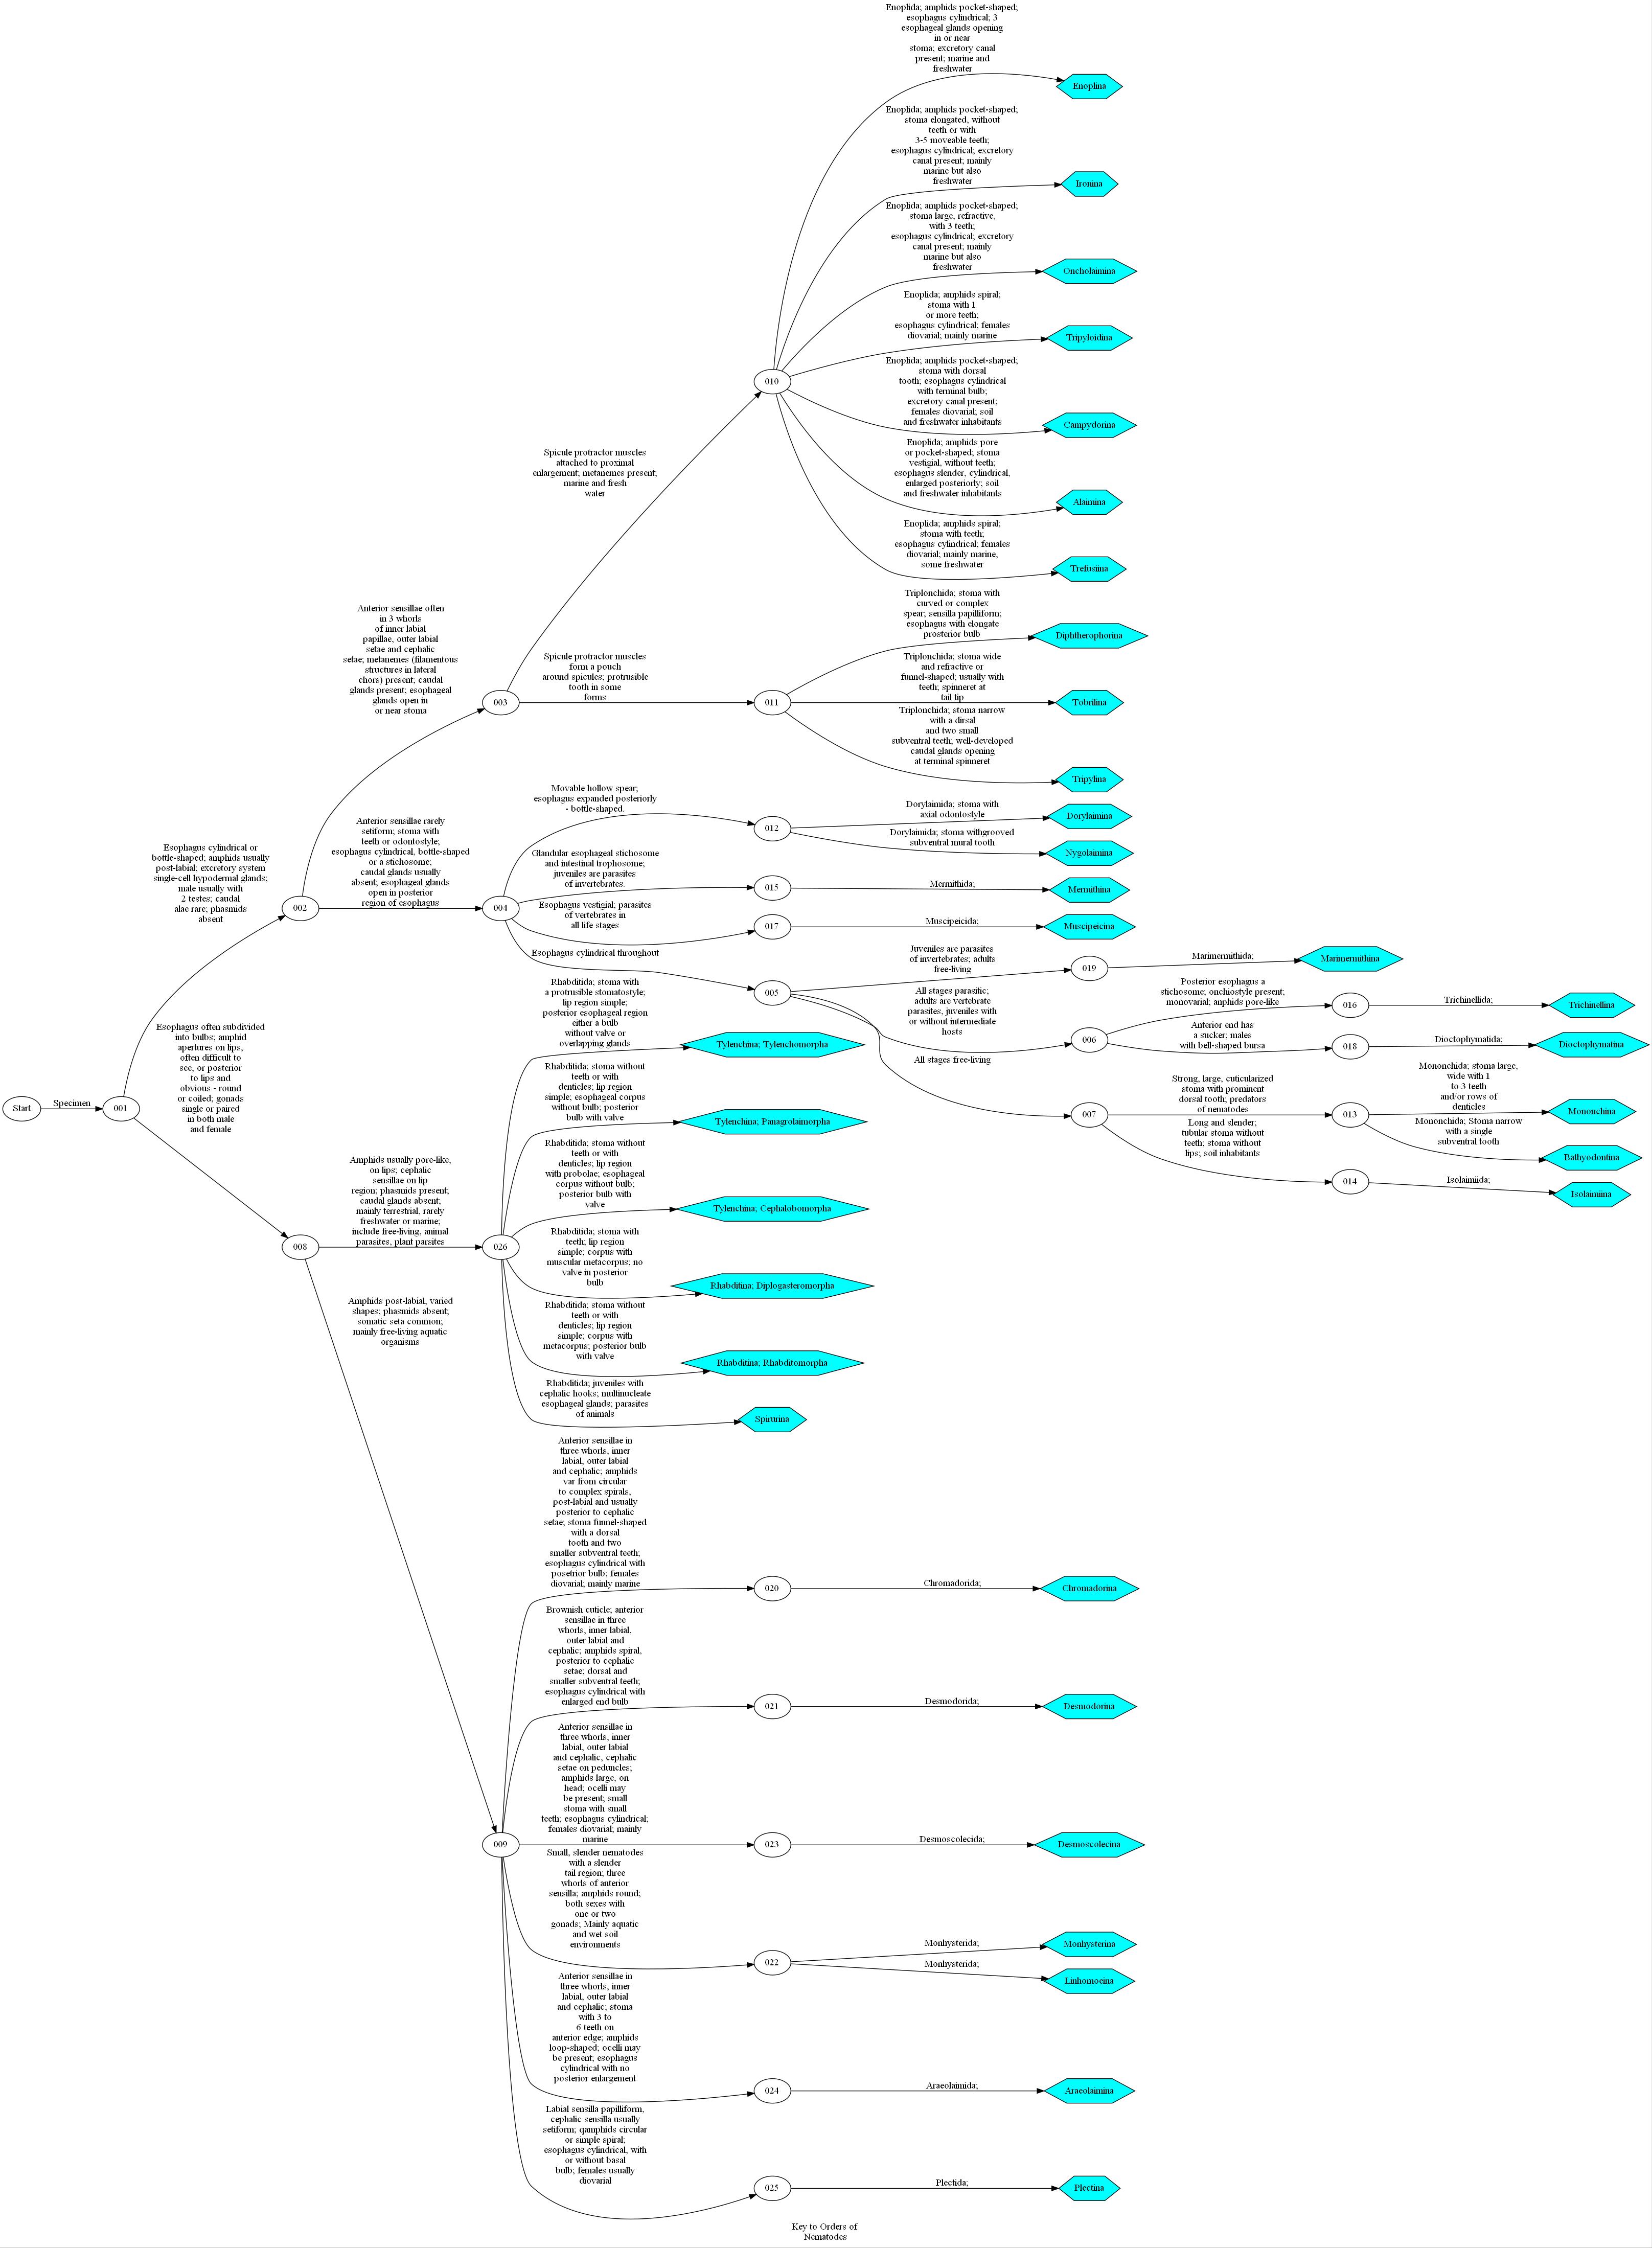 Start
Specimen
001
Esophagus cylindrical or
bottle-shaped; amphids usually
post-labial; excretory system
single-cell hypodermal glands;
male usually with
2 testes; caudal
alae rare; phasmids
absent
Esophagus often subdivided
into bulbs; amphid
apertures on lips,
often difficult to
see, or posterior
to lips and
obvious - round
or coiled; gonads
single or paired
in both male
and female
002
Anterior sensillae often
in 3 whorls
of inner labial
papillae, outer labial
setae and cephalic
setae; metanemes (filamentous
structures in lateral
chors) present; caudal
glands present; esophageal
glands open in
or near stoma
Anterior sensillae rarely
setiform; stoma with
teeth or odontostyle;
esophagus cylindrical, bottle-shaped
or a stichosome;
caudal glands usually
absent; esophageal glands
open in posterior
region of esophagus
003
Spicule protractor muscles
attached to proximal
enlargement; metanemes present;
marine and fresh
water
Spicule protractor muscles
form a pouch
around spicules; protrusible
tooth in some
forms
010
Enoplida; amphids pocket-shaped;
esophagus cylindrical; 3
esophageal glands opening
in or near
stoma; excretory canal
present; marine and
freshwater
Enoplina
Enoplida; amphids pocket-shaped;
stoma elongated, without
teeth or with
3-5 moveable teeth;
esophagus cylindrical; excretory
canal present; mainly
marine but also
freshwater
Ironina
Enoplida; amphids pocket-shaped;
stoma large, refractive,
with 3 teeth;
esophagus cylindrical; excretory
canal present; mainly
marine but also
freshwater
Oncholaimina
Enoplida; amphids spiral;
stoma with 1
or more teeth;
esophagus cylindrical; females
diovarial; mainly marine
Tripyloidina
Enoplida; amphids pocket-shaped;
stoma with dorsal
tooth; esophagus cylindrical
with terminal bulb;
excretory canal present;
females diovarial; soil
and freshwater inhabitants
Campydorina
Enoplida; amphids pore
or pocket-shaped; stoma
vestigial, without teeth;
esophagus slender, cylindrical,
enlarged posteriorly; soil
and freshwater inhabitants
Alaimina
Enoplida; amphids spiral;
stoma with teeth;
esophagus cylindrical; females
diovarial; mainly marine,
some freshwater
Trefusiina
011
Triplonchida; stoma with
curved or complex
spear; sensilla papilliform;
esophagus with elongate
prosterior bulb
Diphtherophorina
Triplonchida; stoma wide
and refractive or
funnel-shaped; usually with
teeth; spinneret at
tail tip
Tobrilina
Triplonchida; stoma narrow
with a dirsal
and two small
subventral teeth; well-developed
caudal glands opening
at terminal spinneret
Tripylina
004
Movable hollow spear;
esophagus expanded posteriorly
- bottle-shaped.
012
Dorylaimida; stoma with
axial odontostyle
Dorylaimina
Dorylaimida; stoma withgrooved
subventral mural tooth
Nygolaimina
Glandular esophageal stichosome
and intestinal trophosome;
juveniles are parasites
of invertebrates.
015
Mermithida;
Mermithina
Esophagus vestigial; parasites
of vertebrates in
all life stages
017
Muscipeicida;
Muscipeicina
Esophagus cylindrical throughout
005
Juveniles are parasites
of invertebrates; adults
free-living
019
Marimermithida;
Marimermithina
All stages parasitic;
adults are vertebrate
parasites, juveniles with
or without intermediate
hosts
006
Posterior esophagus a
stichosome; onchiostyle present;
monovarial; anphids pore-like
016
Trichinellida;
Trichinellina
Anterior end has
a sucker; males
with bell-shaped bursa
018
Dioctophymatida;
Dioctophymatina
All stages free-living
007
Strong, large, cuticularized
stoma with prominent
dorsal tooth; predators
of nematodes
013
Mononchida; stoma large,
wide with 1
to 3 teeth
and/or rows of
denticles
Mononchina
Mononchida; Stoma narrow
with a single
subventral tooth
Bathyodontina
Long and slender;
tubular stoma without
teeth; stoma without
lips; soil inhabitants
014
Isolaimiida;
Isolaimiina
008
Amphids usually pore-like,
on lips; cephalic
sensillae on lip
region; phasmids present;
caudal glands absent;
mainly terrestrial, rarely
freshwater or marine;
include free-living, animal
parasites, plant parsites
Amphids post-labial, varied
shapes; phasmids absent;
somatic seta common;
mainly free-living aquatic
organisms
026
Rhabditida; stoma with
a protrusible stomatostyle;
lip region simple;
posterior esophageal region
either a bulb
without valve or
overlapping glands
Tylenchina; Tylenchomorpha
Rhabditida; stoma without
teeth or with
denticles; lip region
simple; esophageal corpus
without bulb; posterior
bulb with valve
Tylenchina; Panagrolaimorpha
Rhabditida; stoma without
teeth or with
denticles; lip region
with probolae; esophageal
corpus without bulb;
posterior bulb with
valve
Tylenchina; Cephalobomorpha
Rhabditida; stoma with
teeth; lip region
simple; corpus with
muscular metacorpus; no
valve in posterior
bulb
Rhabditina; Diplogasteromorpha
Rhabditida; stoma without
teeth or with
denticles; lip region
simple; corpus with
metacorpus; posterior bulb
with valve
Rhabditina; Rhabditomorpha
Rhabditida; juveniles with
cephalic hooks; multinucleate
esophageal glands; parasites
of animals
Spirurina
009
Anterior sensillae in
three whorls, inner
labial, outer labial
and cephalic; amphids
var from circular
to complex spirals,
post-labial and usually
posterior to cephalic
setae; stoma funnel-shaped
with a dorsal
tooth and two
smaller subventral teeth;
esophagus cylindrical with
posetrior bulb; females
diovarial; mainly marine
020
Chromadorida;
Chromadorina
Brownish cuticle; anterior
sensillae in three
whorls, inner labial,
outer labial and
cephalic; amphids spiral,
posterior to cephalic
setae; dorsal and
smaller subventral teeth;
esophagus cylindrical with
enlarged end bulb
021
Desmodorida;
Desmodorina
Anterior sensillae in
three whorls, inner
labial, outer labial
and cephalic, cephalic
setae on peduncles;
amphids large, on
head; ocelli may
be present; small
stoma with small
teeth; esophagus cylindrical;
females diovarial; mainly
marine
023
Desmoscolecida;
Desmoscolecina
Small, slender nematodes
with a slender
tail region; three
whorls of anterior
sensilla; amphids round;
both sexes with
one or two
gonads; Mainly aquatic
and wet soil
environments
022
Monhysterida;
Monhysterina
Monhysterida;
Linhomoeina
Anterior sensillae in
three whorls, inner
labial, outer labial
and cephalic; stoma
with 3 to
6 teeth on
anterior edge; amphids
loop-shaped; ocelli may
be present; esophagus
cylindrical with no
posterior enlargement
024
Araeolaimida;
Araeolaimina
Labial sensilla papilliform,
cephalic sensilla usually
setiform; qamphids circular
or simple spiral;
esophagus cylindrical, with
or without basal
bulb; females usually
diovarial
025
Plectida;
Plectina
Key to Orders of
Nematodes